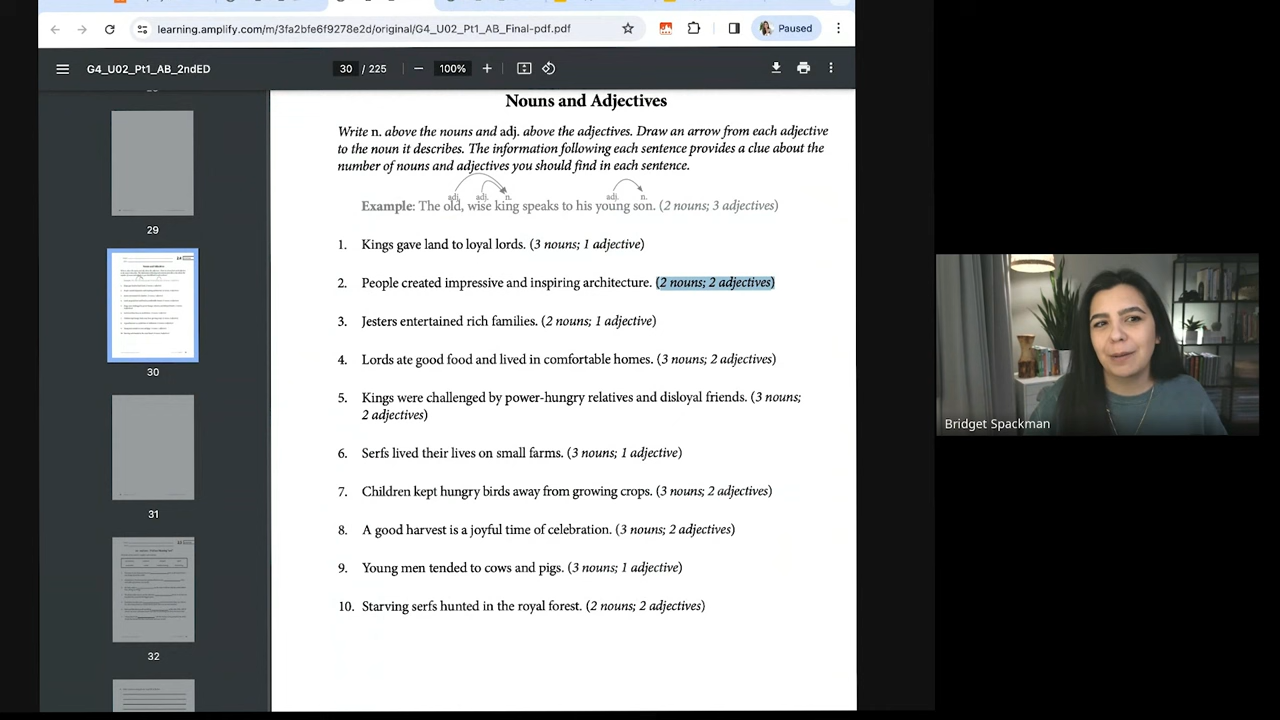 learning.amplify.com/m/3fa2bfe6f9278e2d/original/G4_U02_Pt1_AB_Final-pdf.pdf
Paused
G4_U02_Pt1_AB_2ndED
30 / 225
100%
Nouns and Adjectives
Write n. above the nouns and adj. above the adjectives. Draw an arrow from each adjective
to the noun it describes. The information following each sentence provides a clue about the
number of nouns and adjectives you should find in each sentence.
adj. adj. n. adj. n.
Example: The old, wise king speaks to his young son. (2 nouns; 3 adjectives)
1. Kings gave land to loyal lords. (3 nouns; 1 adjective)
2. People created impressive and inspiring architecture. (2 nouns; 2 adjectives)
3. Jesters entertained rich families. (2 nouns; 1 adjective)
4. Lords ate good food and lived in comfortable homes. (3 nouns; 2 adjectives)
5. Kings were challenged by power-hungry relatives and disloyal friends. (3 nouns;
2 adjectives)
6. Serfs lived their lives on small farms. (3 nouns; 1 adjective)
7. Children kept hungry birds away from growing crops. (3 nouns; 2 adjectives)
8. A good harvest is a joyful time of celebration. (3 nouns; 2 adjectives)
9. Young men tended to cows and pigs. (3 nouns; 1 adjective)
10. Starving serfs hunted in the royal forest. (2 nouns; 2 adjectives)
29
30
31
32
Bridget Spackman